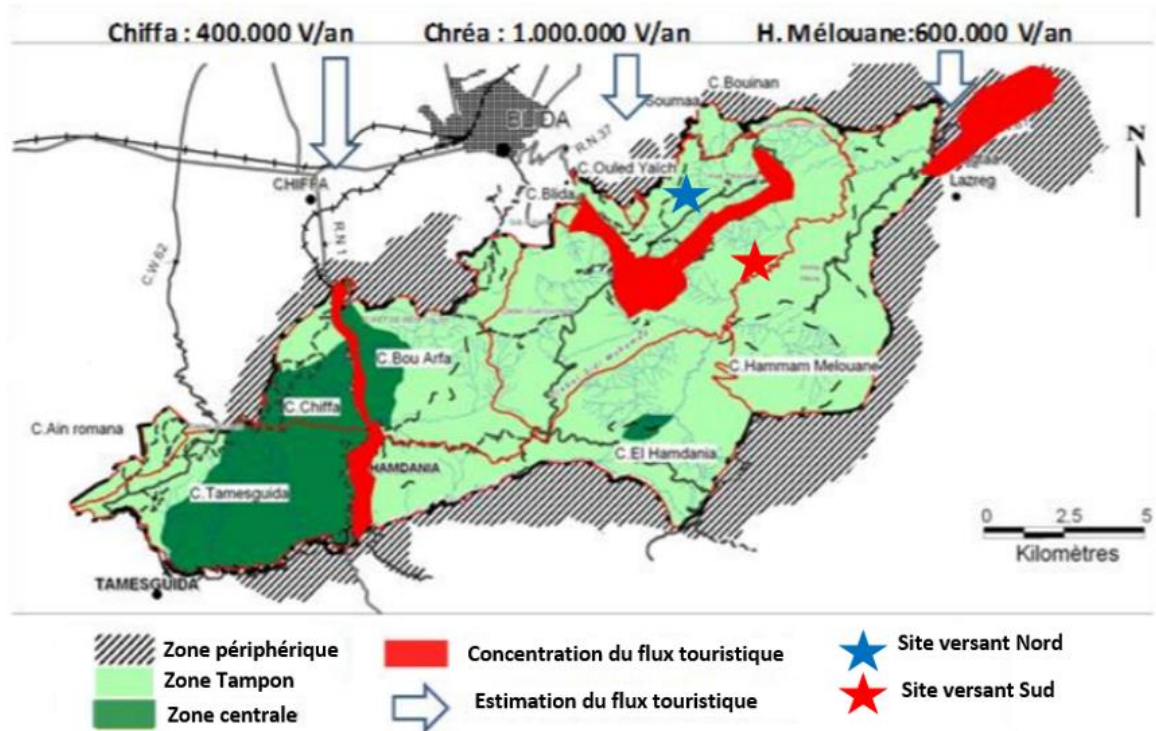 Chiffa : 400.000 V/an Chréa : 1.000.000 V/an H. Mélouane:600.000 V/an
C.Bouinan
Soumaa
BLIDA
R.N.37
C.Ouled Yaïch
CHIFFA
C.Blida
Lazreg
N
R.N 1
C.W.62
C.Bou Arfa
C.Hammam Melouane
C.Chiffa
C.Ain romana
C.El Hamdania
HAMDANIA
C.Tamesguida
0 2.5 5
Kilomètres
TAMESGUIDA
Zone périphérique
Concentration du flux touristique
Site versant Nord
Zone Tampon
Estimation du flux touristique
Site versant Sud
Zone centrale